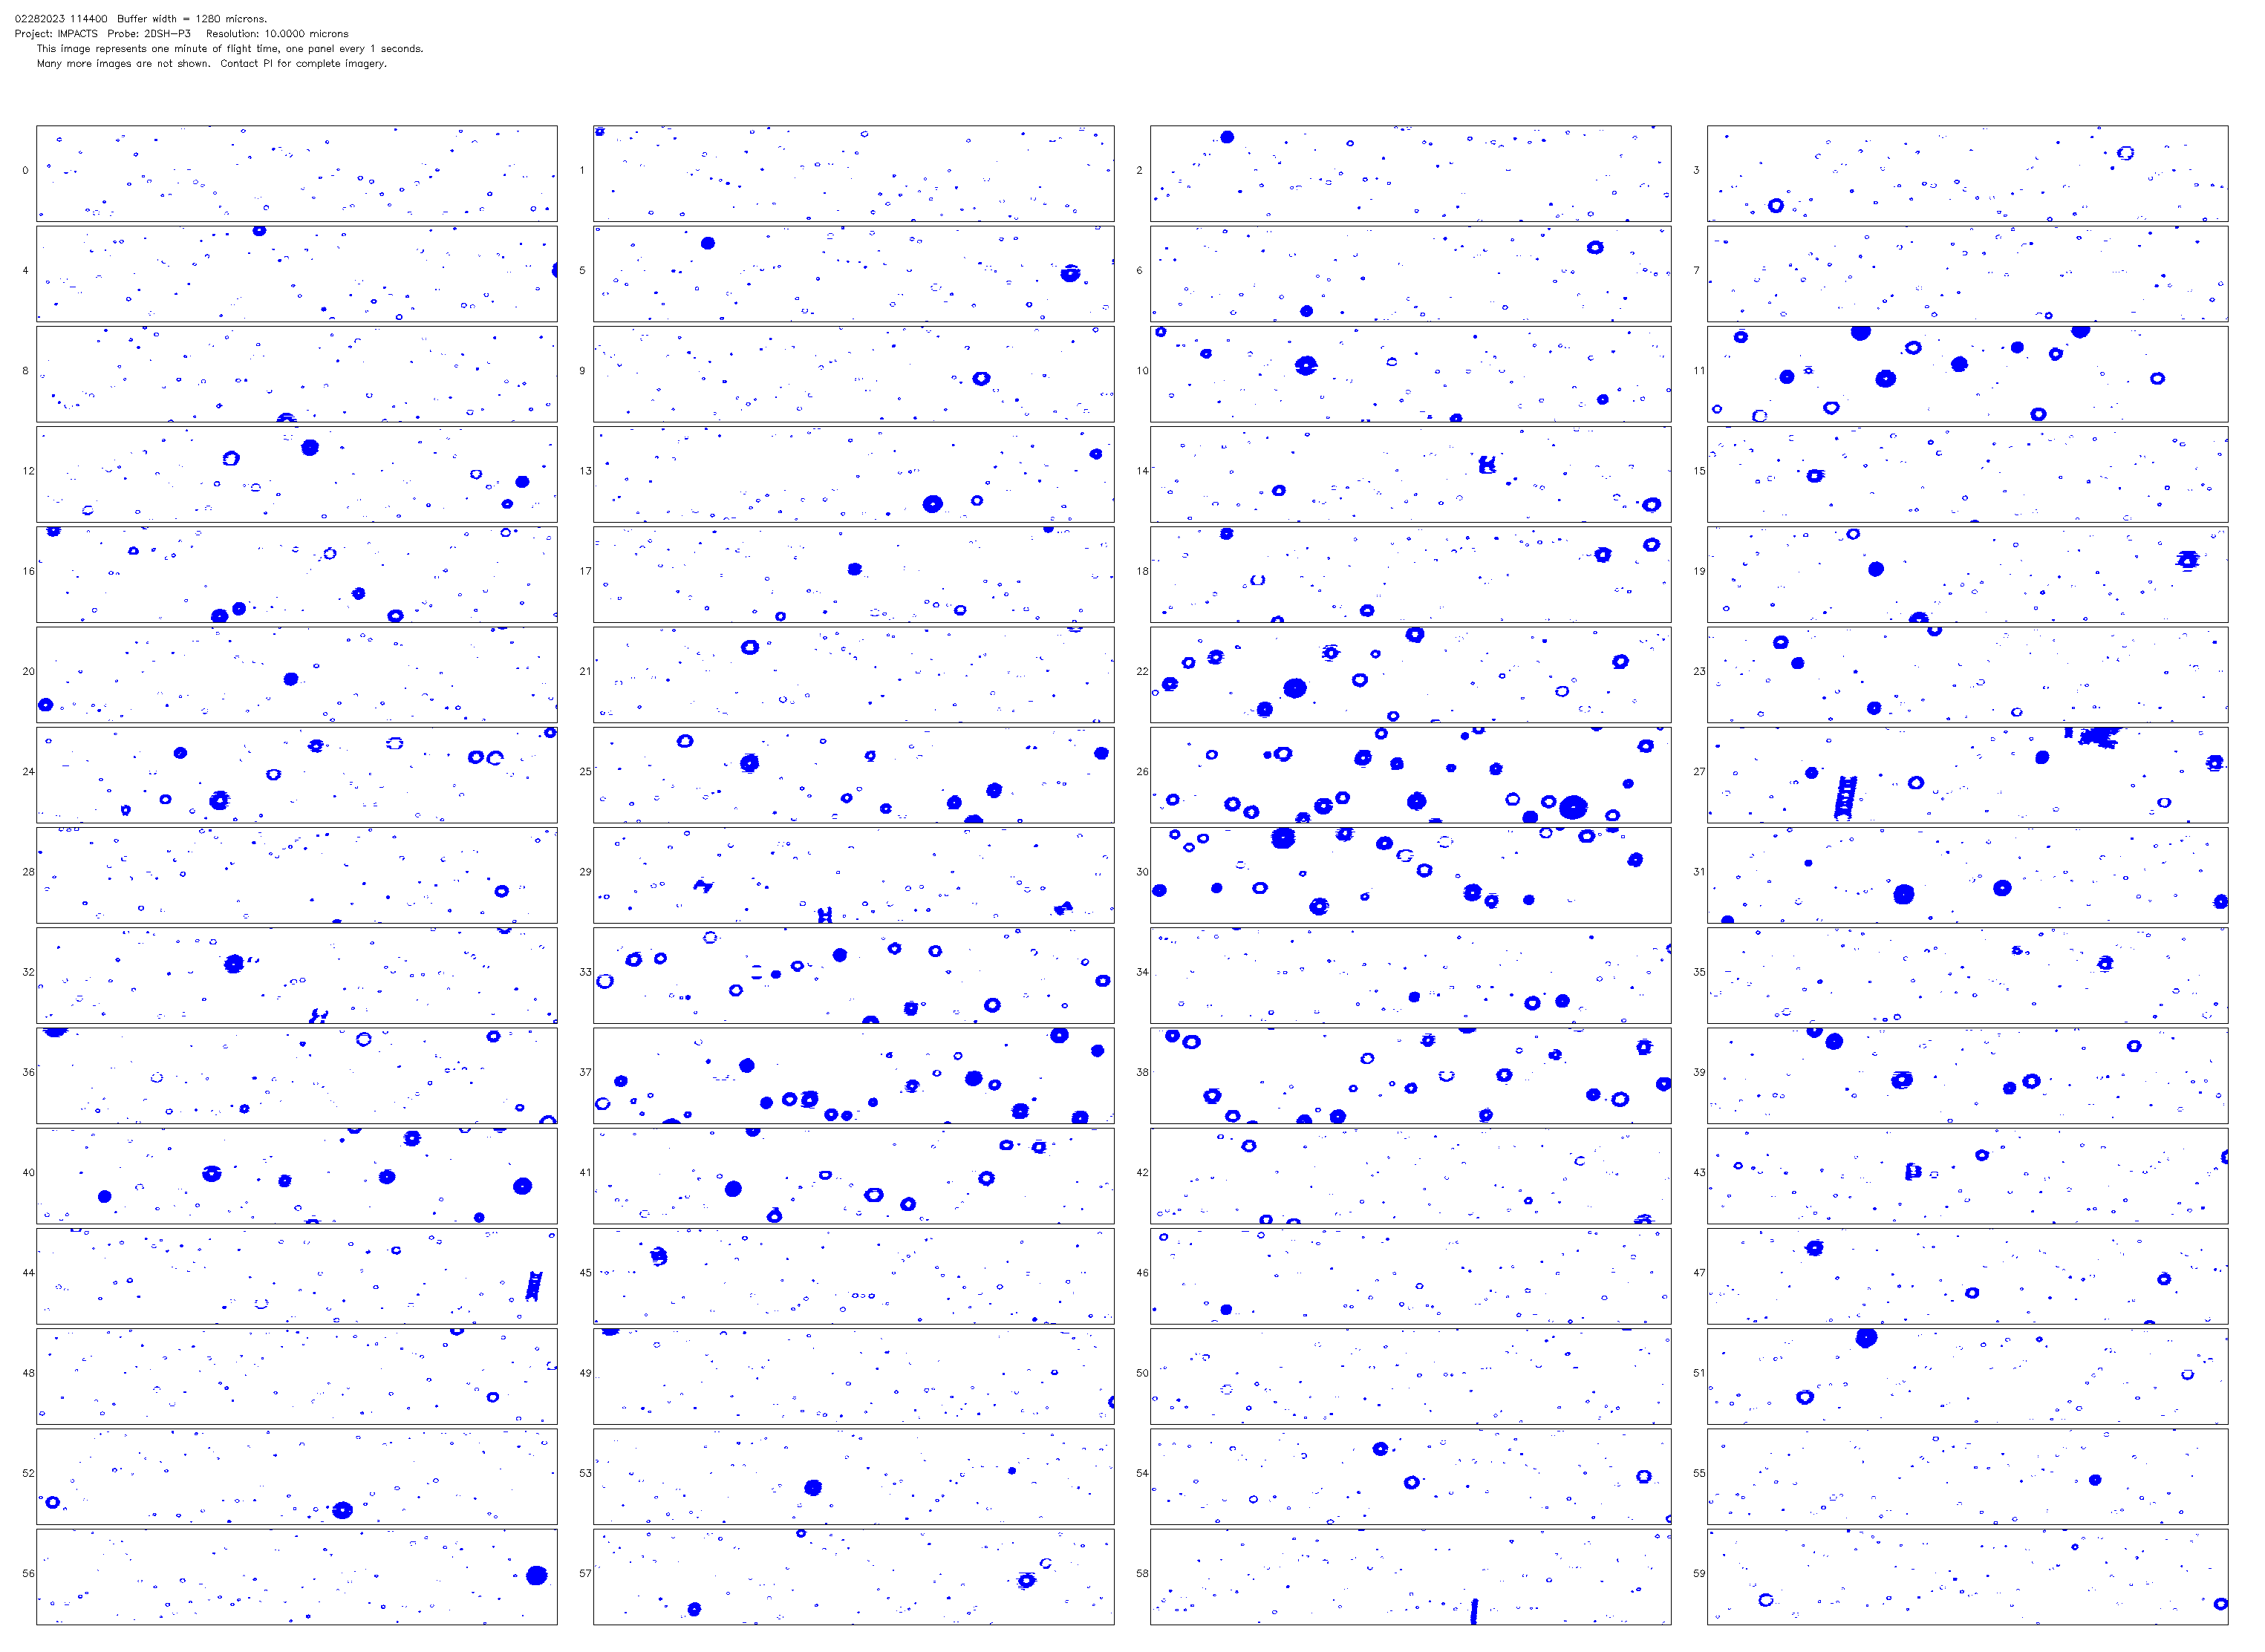 02282023 114400 Buffer width = 1280 microns.
Project: IMPACTS Probe: 2DSH-P3 Resolution: 10.0000 microns
This image represents one minute of flight time, one panel every 1 seconds.
Many more images are not shown. Contact PI for complete imagery.
0 1 2 3
4 5 6 7
8 9 10 11
12 13 14 15
16 17 18 19
20 21 22 23
24 25 26 27
28 29 30 31
32 33 34 35
36 37 38 39
40 41 42 43
44 45 46 47
48 49 50 51
52 53 54 55
56 57 58 59